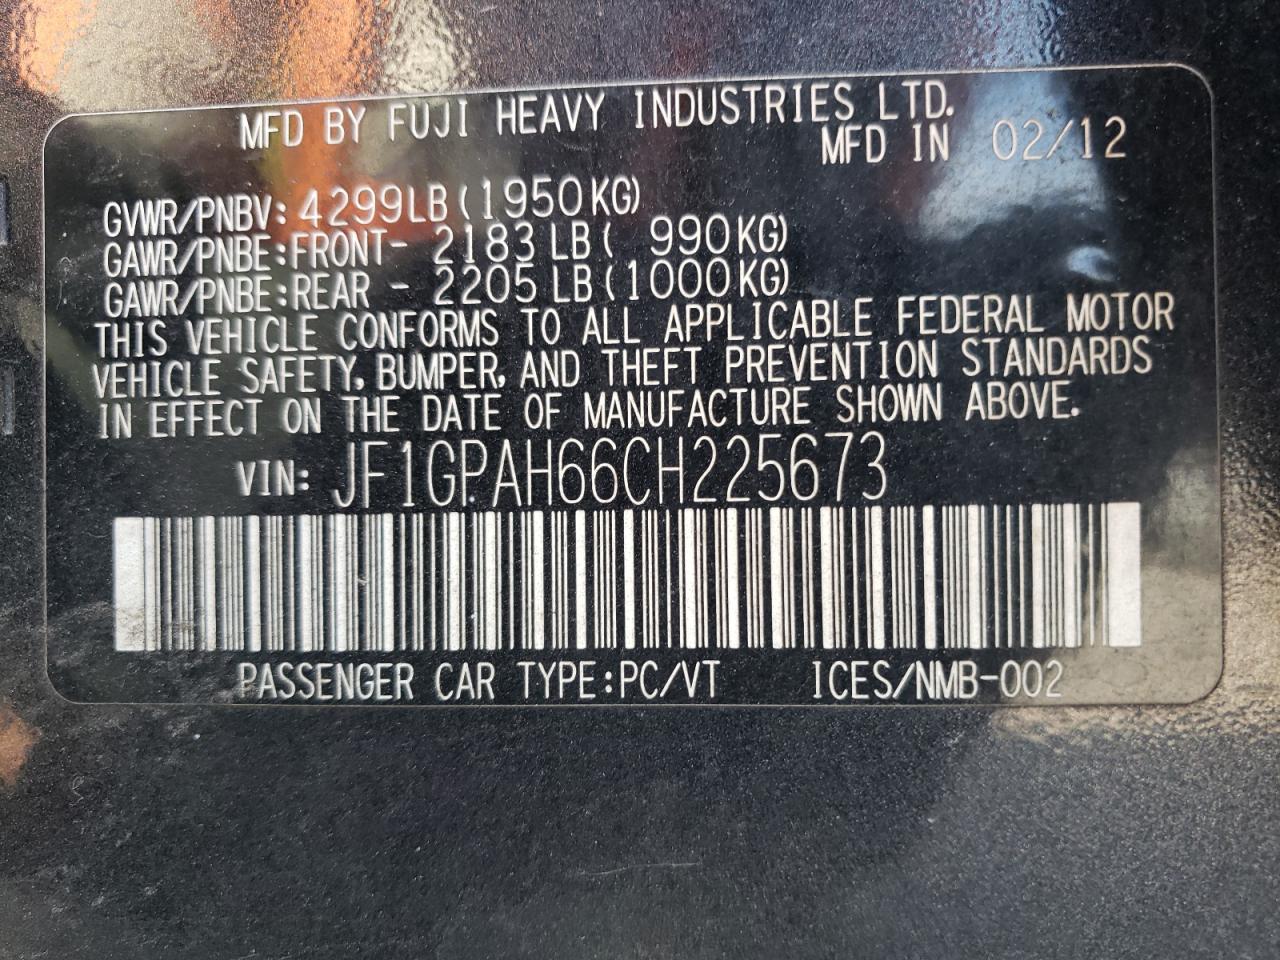 MFD BY FUJI HEAVY INDUSTRIES LTD.
MFD IN 02/12
GVWR/PNBV: 4299LB (1950KG)
GAWR/PNBE:FRONT- 2183 LB ( 990KG)
GAWR/PNBE:REAR - 2205 LB (1000KG)
THIS VEHICLE CONFORMS TO ALL APPLICABLE FEDERAL MOTOR
VEHICLE SAFETY, BUMPER, AND THEFT PREVENTION STANDARDS
IN EFFECT ON THE DATE OF MANUFACTURE SHOWN ABOVE.
VIN: JF1GPAH66CH225673
PASSENGER CAR TYPE:PC/VT ICES/NMB-002